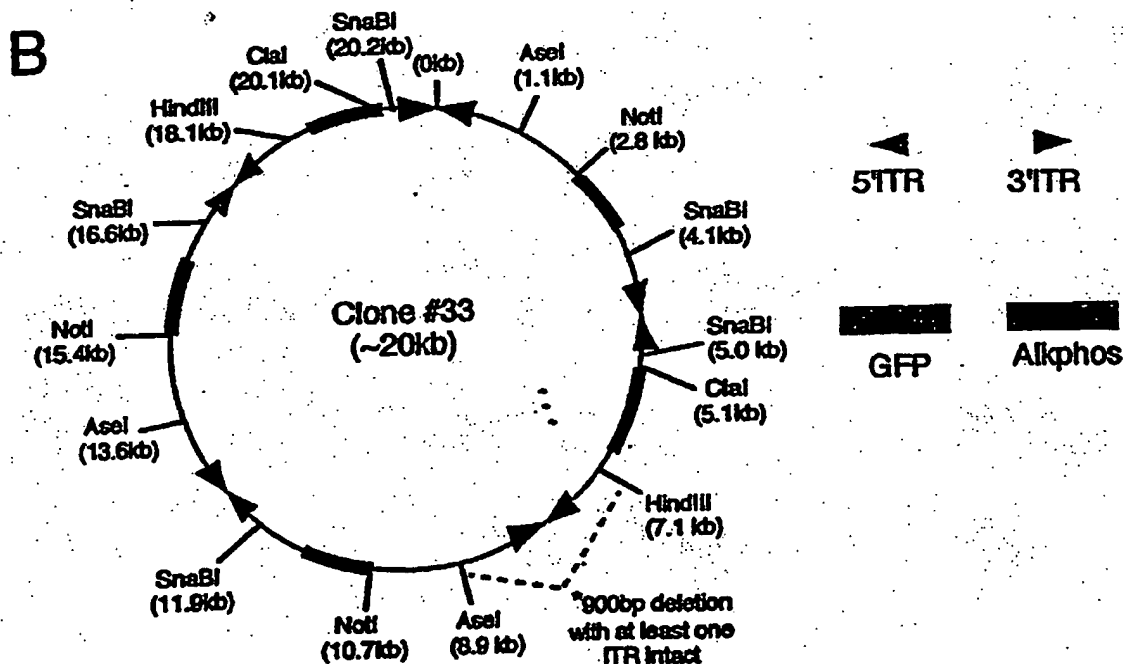 B
SnaBI
(20.2kb)
(0kb)
ClaI
(20.1kb)
AseI
(1.1kb)
HindIII
(18.1kb)
NotI
(2.8 kb)
5'ITR
3'ITR
SnaBI
(16.6kb)
SnaBI
(4.1kb)
Clone #33
(~20kb)
NotI
(15.4kb)
SnaBI
(5.0 kb)
GFP
Alkphos
ClaI
(5.1kb)
AseI
(13.6kb)
HindIII
(7.1 kb)
SnaBI
(11.9kb)
NotI
(10.7kb)
AseI
(8.9 kb)
*900bp deletion
with at least one
ITR intact